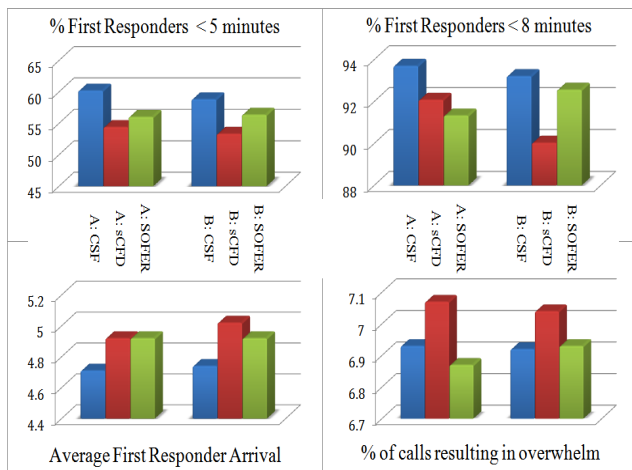 % First Responders < 5 minutes
65
60
55
50
45
A: CSF
A: sCFD
A: SOFER
B: CSF
B: sCFD
B: SOFER
% First Responders < 8 minutes
94
92
90
88
A: CSF
A: sCFD
A: SOFER
B: CSF
B: sCFD
B: SOFER
5.2
5
4.8
4.6
4.4
Average First Responder Arrival
7.1
7
6.9
6.8
6.7
% of calls resulting in overwhelm